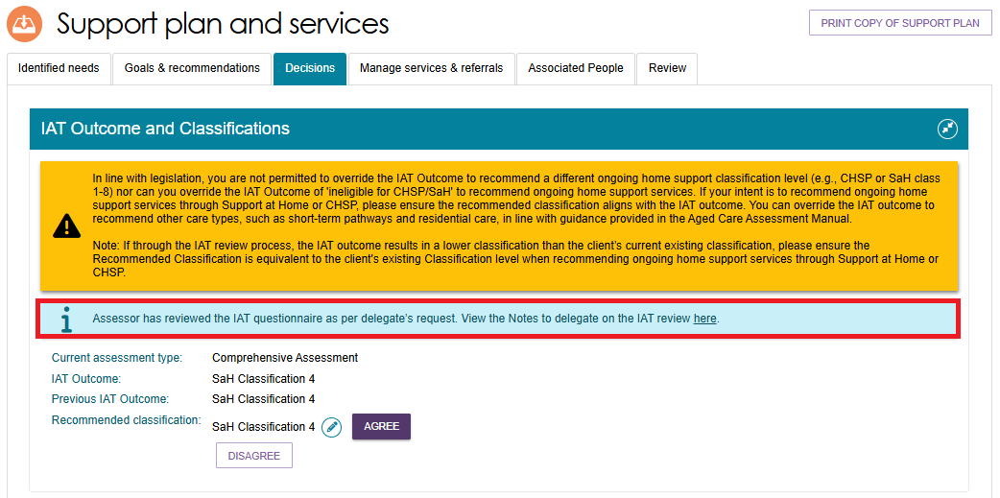 Support plan and services
PRINT COPY OF SUPPORT PLAN
Identified needs
Goals & recommendations
Decisions
Manage services & referrals
Associated People
Review
IAT Outcome and Classifications
In line with legislation, you are not permitted to override the IAT Outcome to recommend a different ongoing home support classification level (e.g., CHSP or SaH class
1-8) nor can you override the IAT Outcome of 'ineligible for CHSP/SaH' to recommend ongoing home support services. If your intent is to recommend ongoing home
support services through Support at Home or CHSP, please ensure the recommended classification aligns with the IAT outcome. You can override the IAT outcome to
recommend other care types, such as short-term pathways and residential care, in line with guidance provided in the Aged Care Assessment Manual.
Note: If through the IAT review process, the IAT outcome results in a lower classification than the client's current existing classification, please ensure the
Recommended Classification is equivalent to the client's existing Classification level when recommending ongoing home support services through Support at Home or
CHSP.
Assessor has reviewed the IAT questionnaire as per delegate's request. View the Notes to delegate on the IAT review here.
Current assessment type: Comprehensive Assessment
IAT Outcome: SaH Classification 4
Previous IAT Outcome: SaH Classification 4
Recommended classification: SaH Classification 4 AGREE
DISAGREE